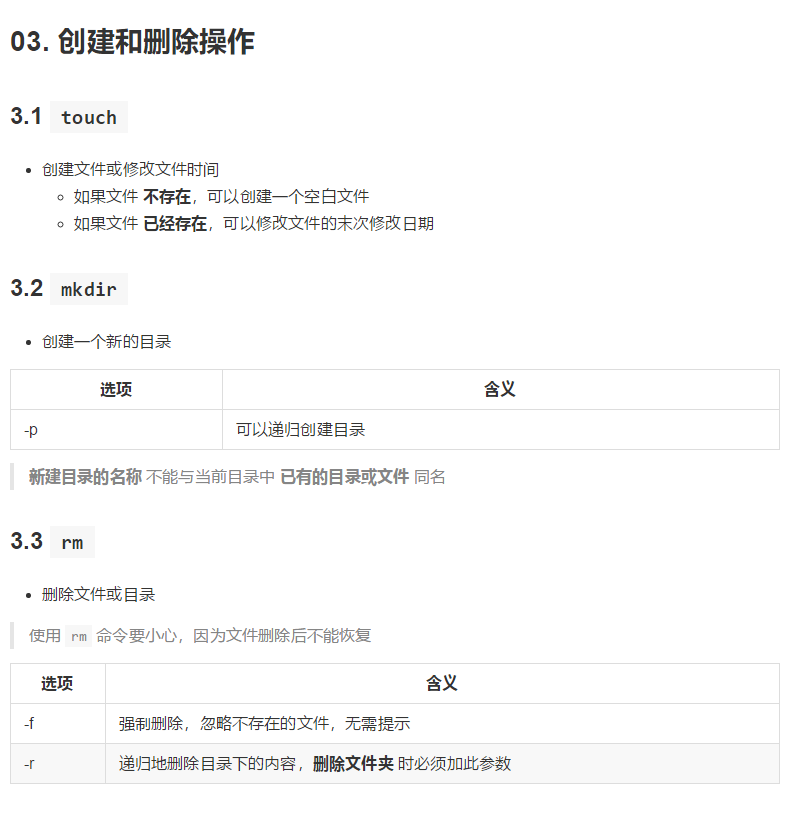 03. 创建和删除操作
3.1 touch
创建文件或修改文件时间
如果文件 不存在，可以创建一个空白文件
如果文件 已经存在，可以修改文件的末次修改日期
3.2 mkdir
创建一个新的目录
选项 含义
-p 可以递归创建目录
新建目录的名称 不能与当前目录中 已有的目录或文件 同名
3.3 rm
删除文件或目录
使用 rm 命令要小心，因为文件删除后不能恢复
选项 含义
-f 强制删除，忽略不存在的文件，无需提示
-r 递归地删除目录下的内容，删除文件夹 时必须加此参数